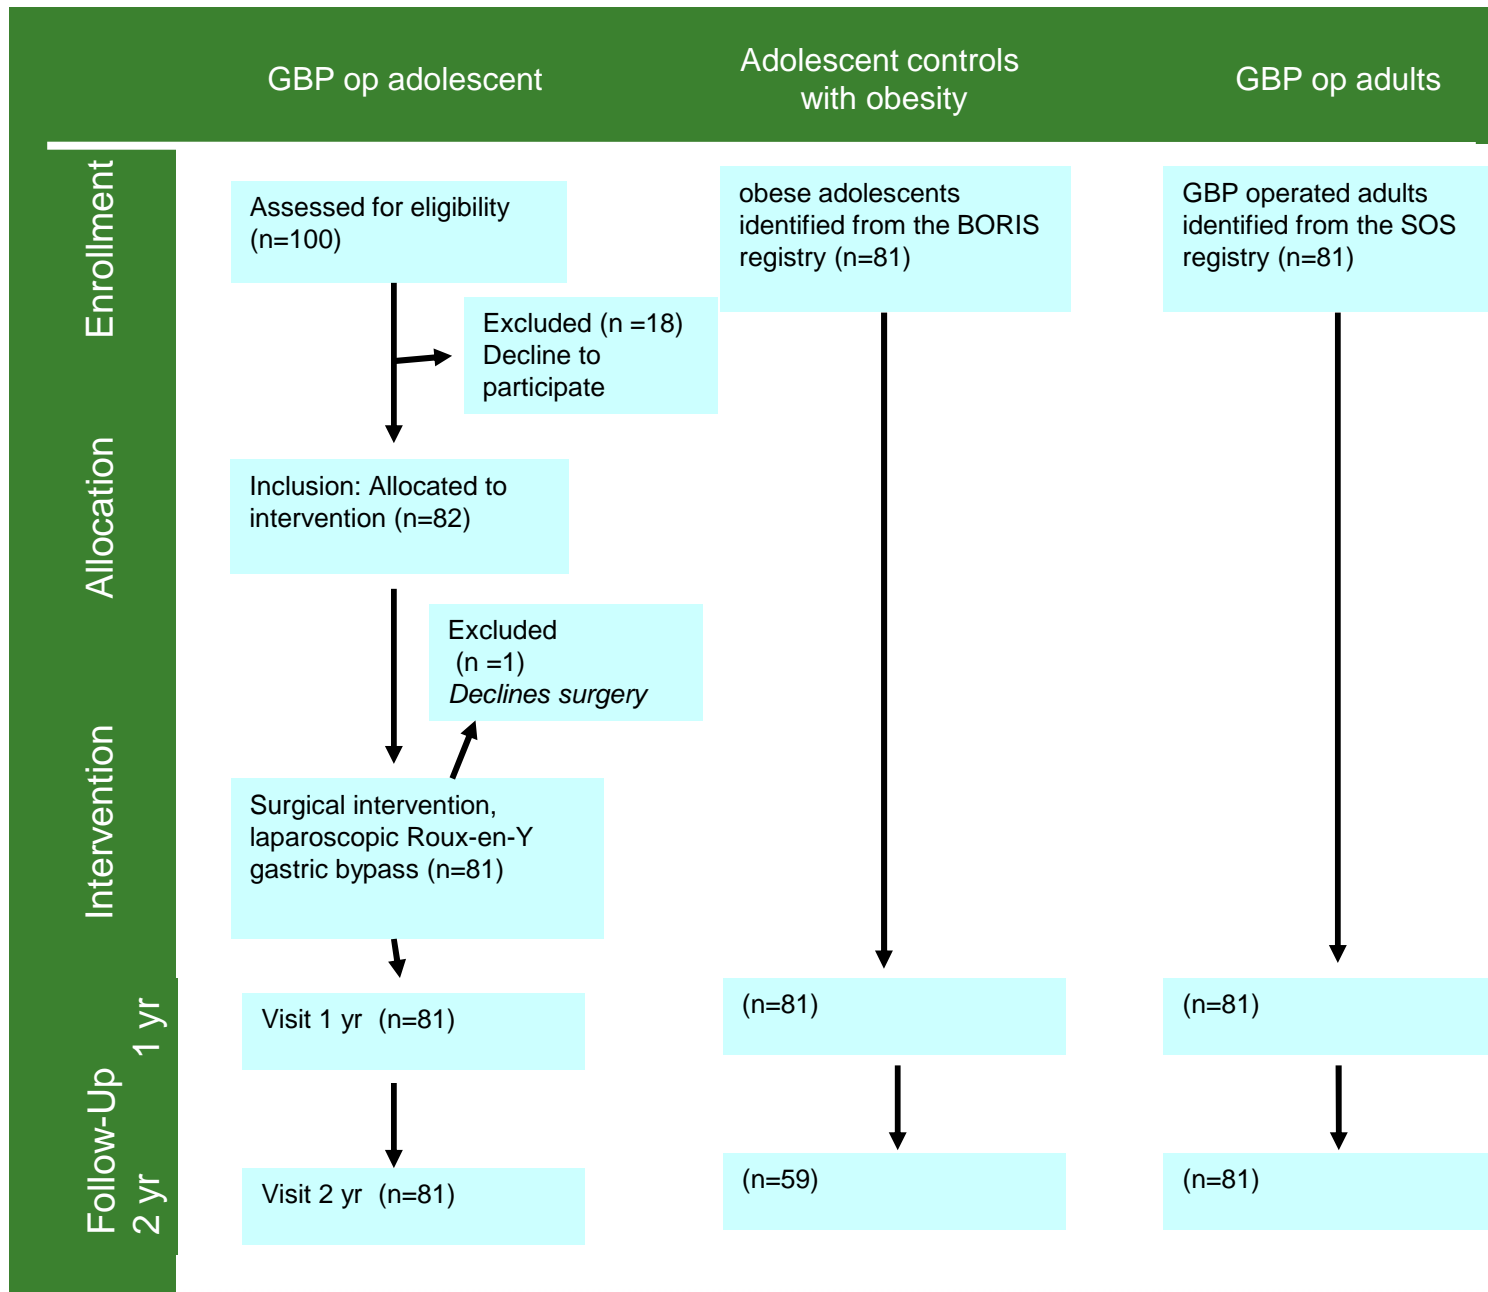 GBP op adolescent
Adolescent controls
with obesity
GBP op adults
Enrollment
Assessed for eligibility
(n=100)
obese adolescents
identified from the BORIS
registry (n=81)
GBP operated adults
identified from the SOS
registry (n=81)
Excluded (n =18)
Decline to
participate
Allocation
Inclusion: Allocated to
intervention (n=82)
Excluded
(n =1)
Declines surgery
Intervention
Surgical intervention,
laparoscopic Roux-en-Y
gastric bypass (n=81)
Follow-Up
1 yr
Visit 1 yr (n=81)
(n=81)
(n=81)
2 yr
Visit 2 yr (n=81)
(n=59)
(n=81)